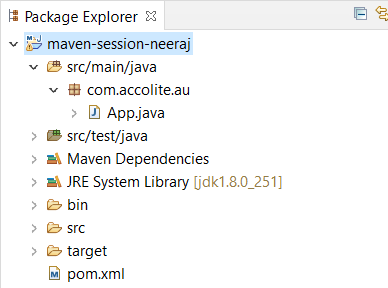 Package Explorer
maven-session-neeraj
src/main/java
com.accolite.au
App.java
src/test/java
Maven Dependencies
JRE System Library [jdk1.8.0_251]
bin
src
target
pom.xml